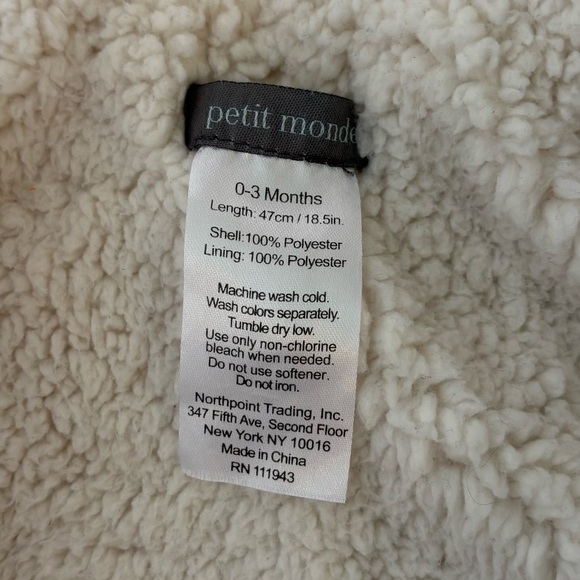 petit monde
0-3 Months
Length: 47cm / 18.5in.
Shell:100% Polyester
Lining: 100% Polyester
Machine wash cold.
Wash colors separately.
Tumble dry low.
Use only non-chlorine
bleach when needed.
Do not use softener.
Do not iron.
Northpoint Trading, Inc.
347 Fifth Ave, Second Floor
New York NY 10016
Made in China
RN 111943